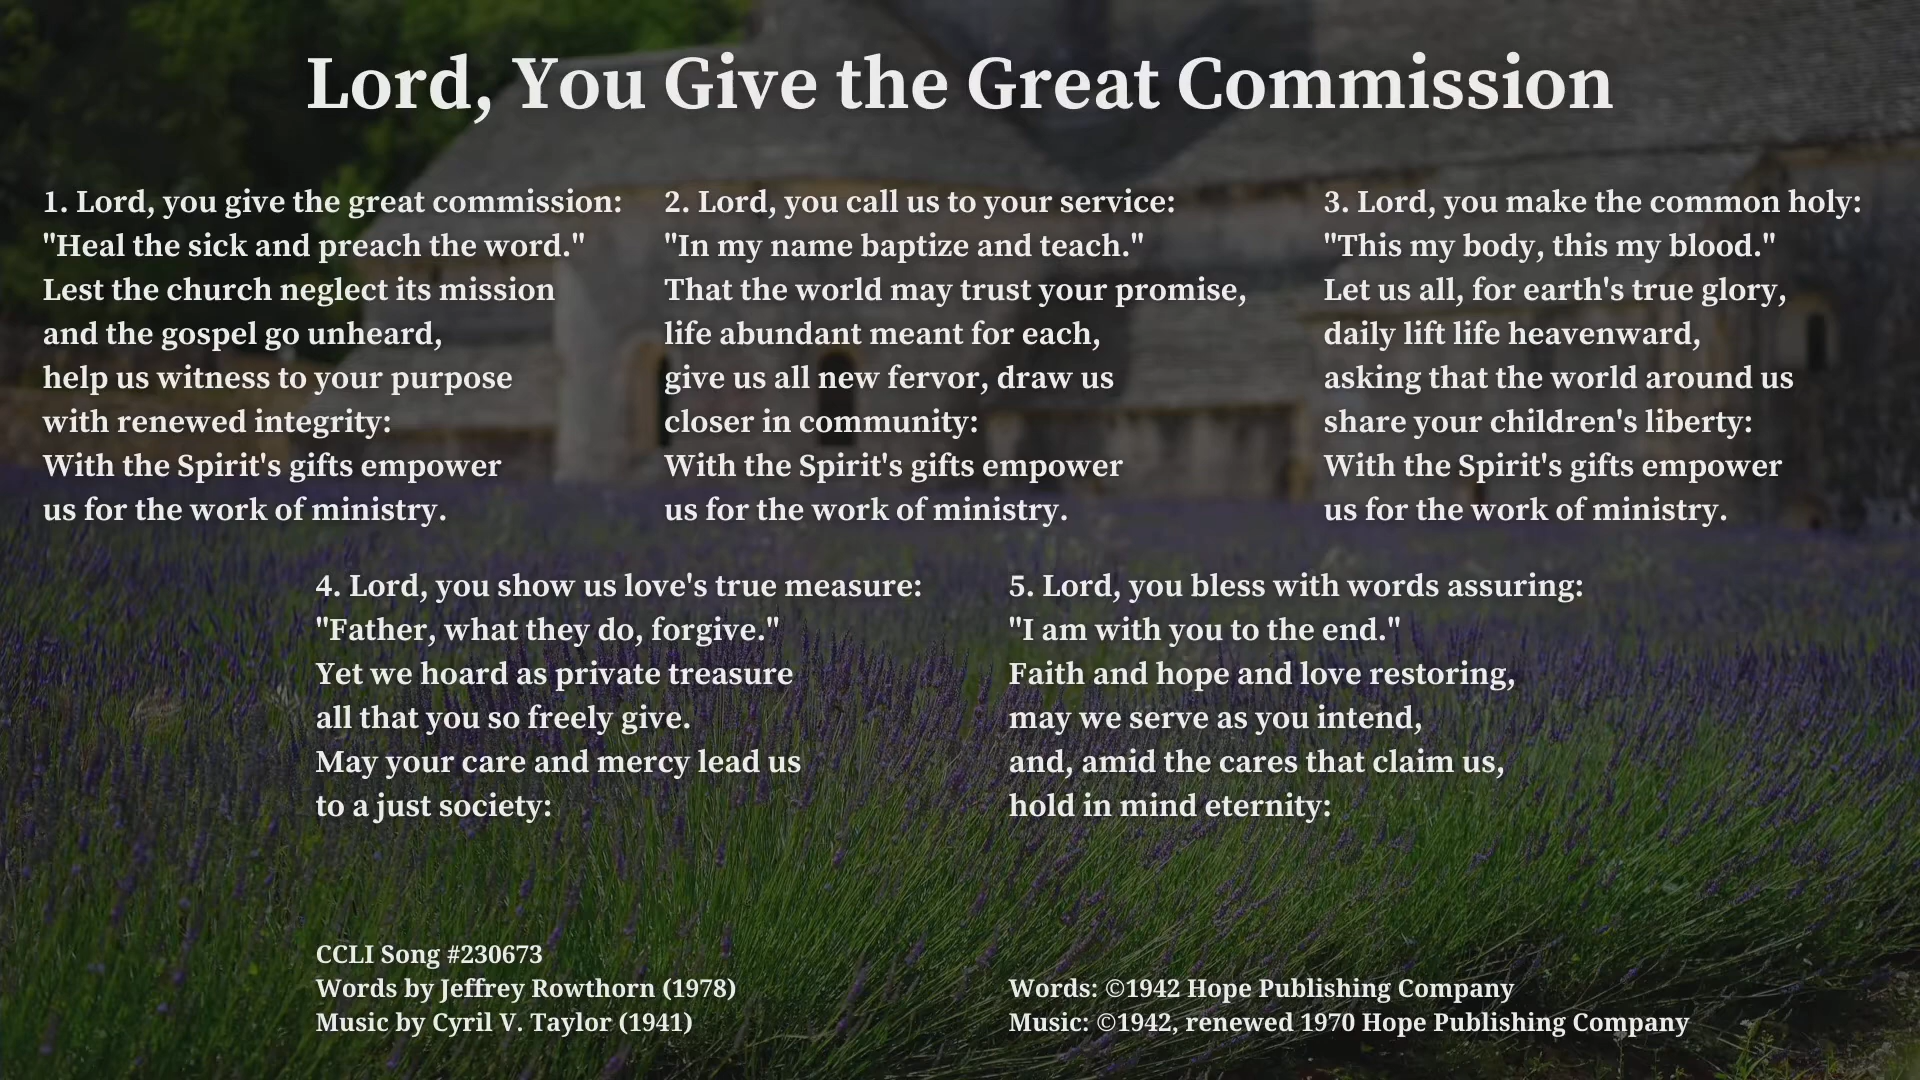 Lord, You Give the Great Commission
1. Lord, you give the great commission:
"Heal the sick and preach the word."
Lest the church neglect its mission
and the gospel go unheard,
help us witness to your purpose
with renewed integrity:
With the Spirit's gifts empower
us for the work of ministry.
2. Lord, you call us to your service:
"In my name baptize and teach."
That the world may trust your promise,
life abundant meant for each,
give us all new fervor, draw us
closer in community:
With the Spirit's gifts empower
us for the work of ministry.
3. Lord, you make the common holy:
"This my body, this my blood."
Let us all, for earth's true glory,
daily lift life heavenward,
asking that the world around us
share your children's liberty:
With the Spirit's gifts empower
us for the work of ministry.
4. Lord, you show us love's true measure:
"Father, what they do, forgive."
Yet we hoard as private treasure
all that you so freely give.
May your care and mercy lead us
to a just society:
5. Lord, you bless with words assuring:
"I am with you to the end."
Faith and hope and love restoring,
may we serve as you intend,
and, amid the cares that claim us,
hold in mind eternity:
CCLI Song #230673
Words by Jeffrey Rowthorn (1978)
Music by Cyril V. Taylor (1941)
Words: ©1942 Hope Publishing Company
Music: ©1942, renewed 1970 Hope Publishing Company